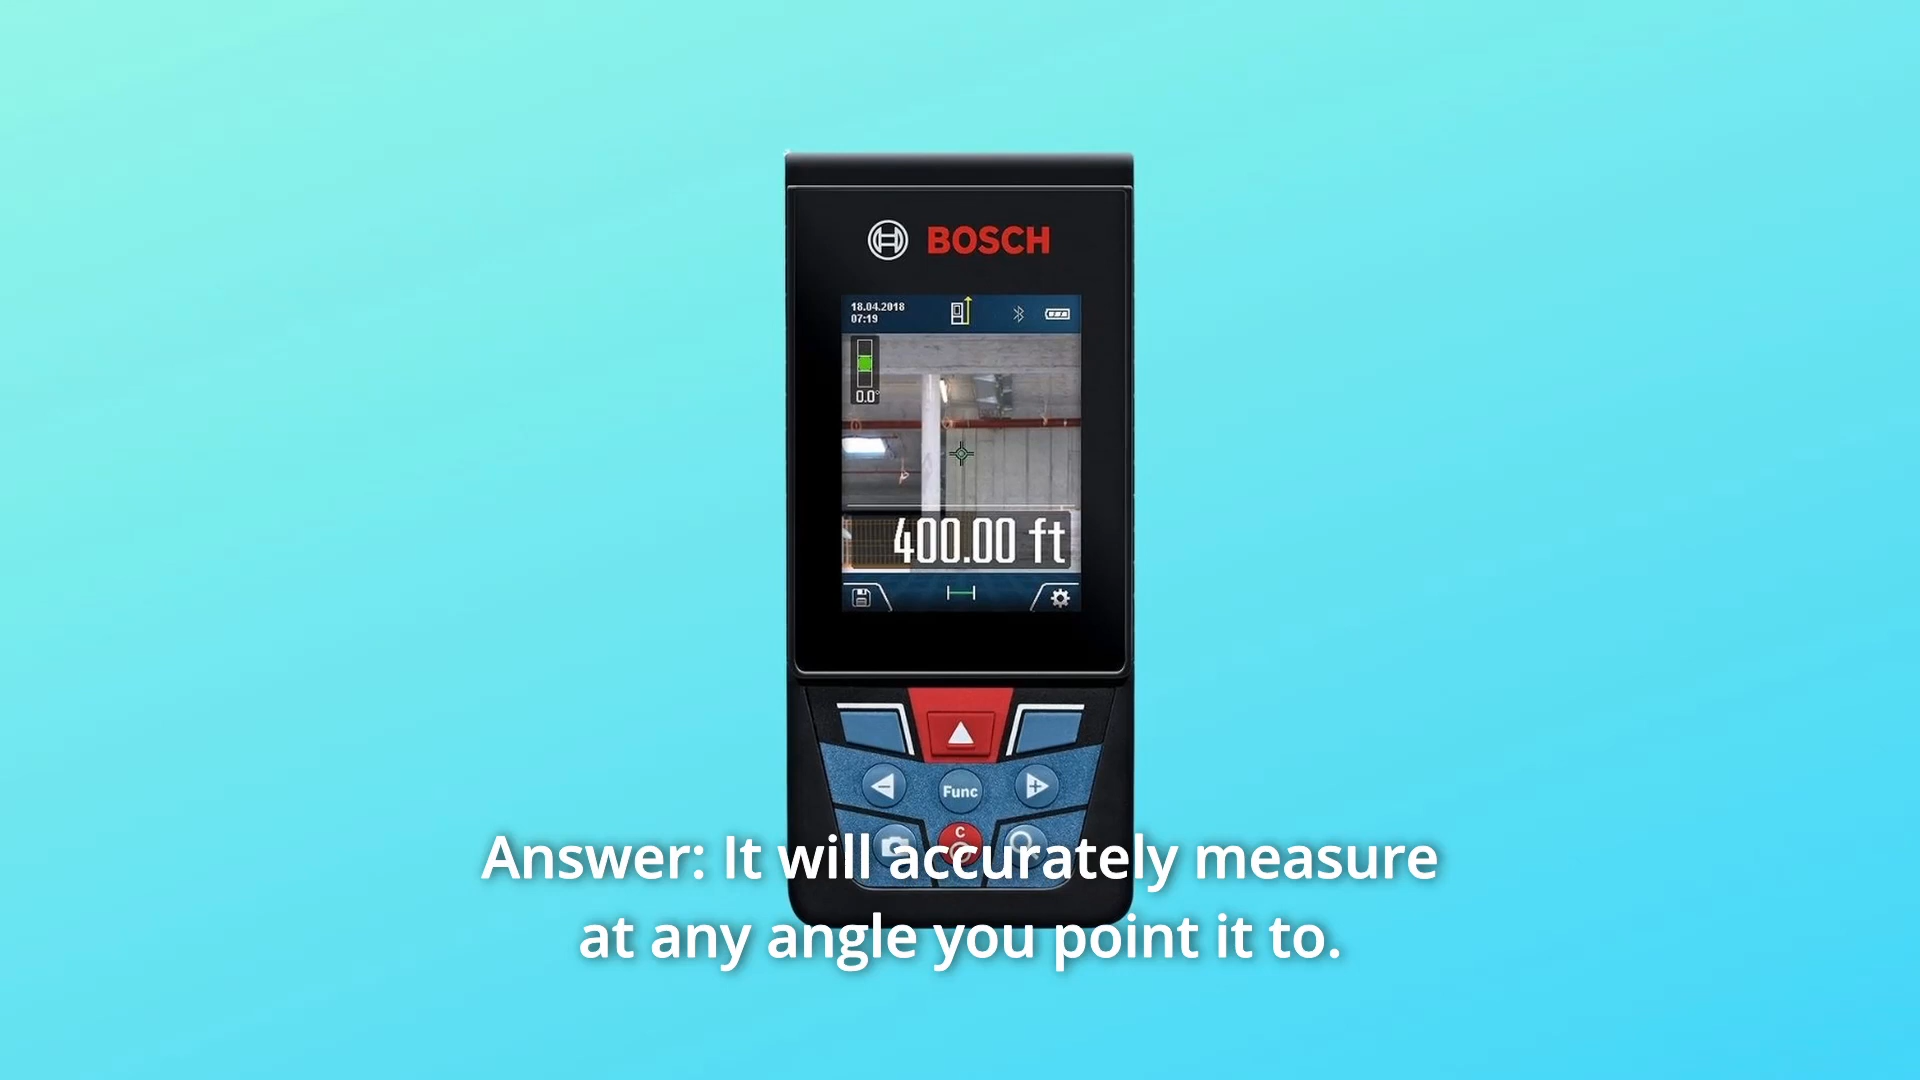 BOSCH
18.04.2018
07:19
0.0°
400.00 ft
Func
C
Answer: It will accurately measure
at any angle you point it to.